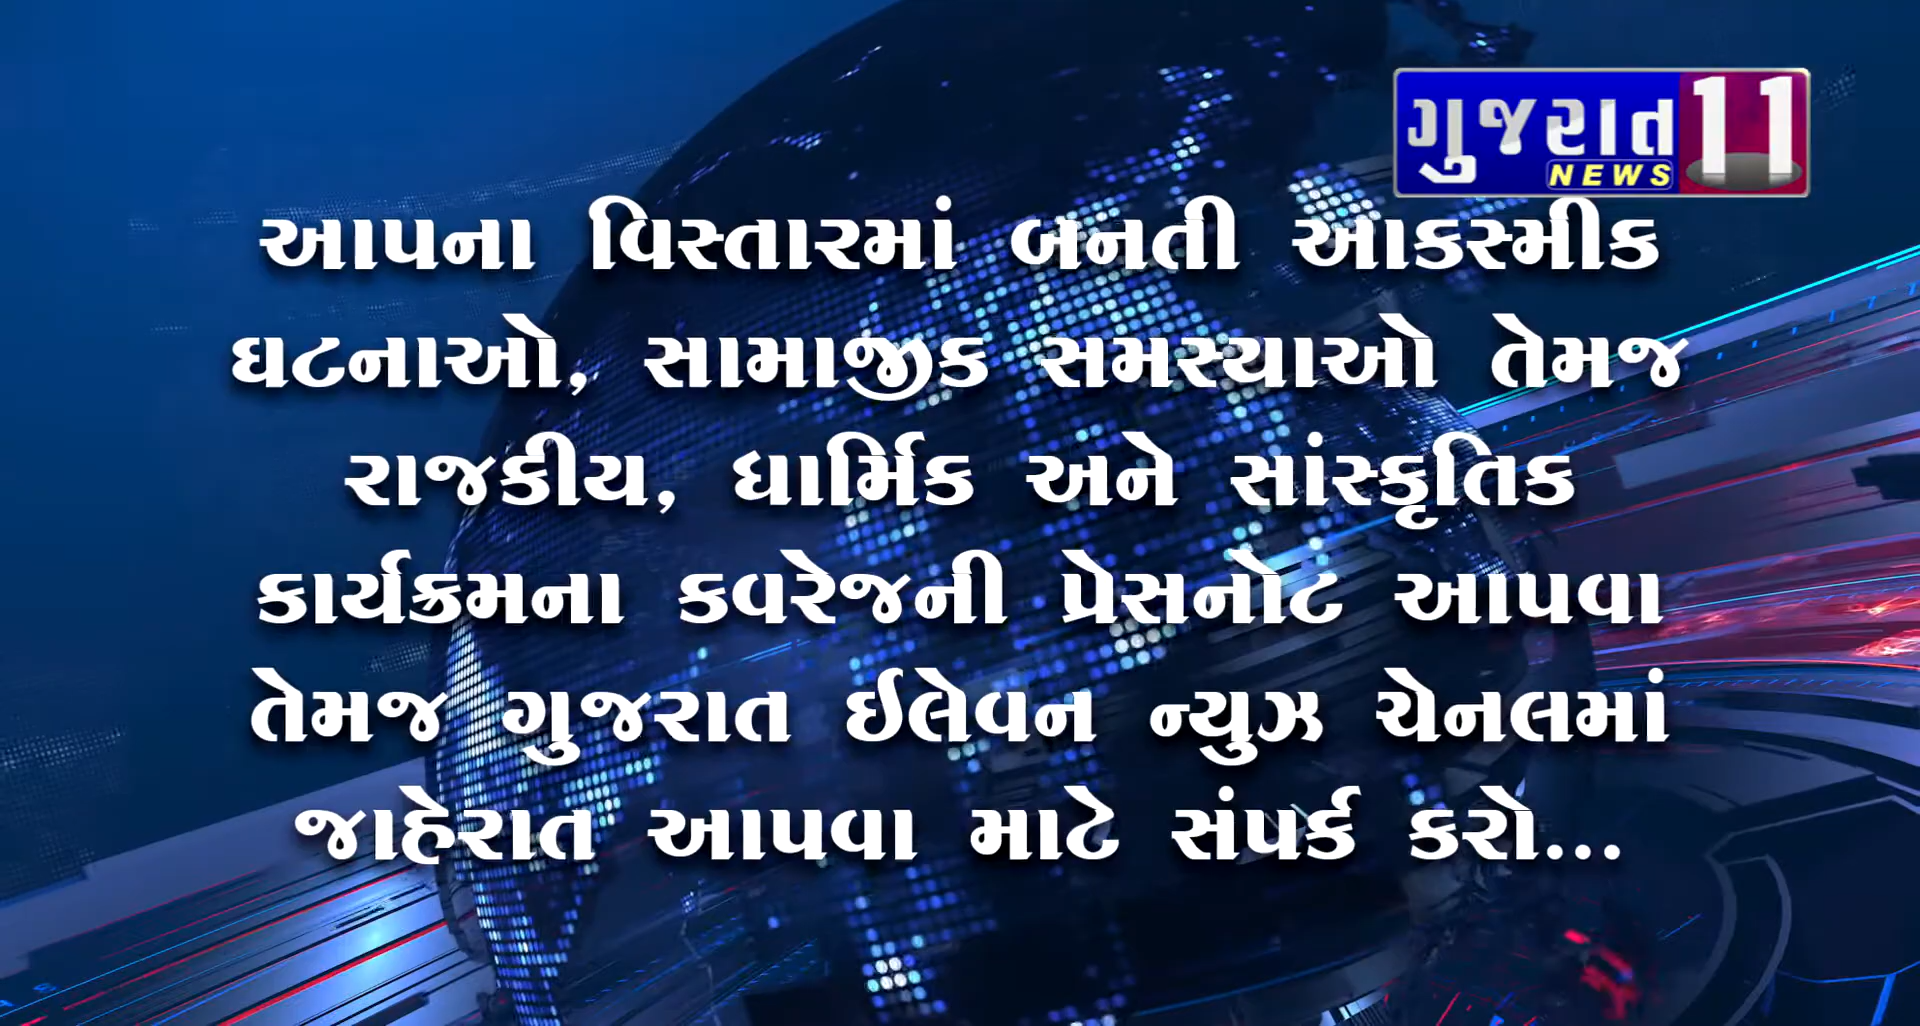 ગુજરાત 11
NEWS
આપના વિસ્તારમાં બનતી આકસ્મીક
ઘટનાઓ, સામાજીક સમસ્યાઓ તેમજ
રાજકીય, ધાર્મિક અને સાંસ્કૃતિક
કાર્યક્રમના કવરેજની પ્રેસનોટ આપવા
તેમજ ગુજરાત ઈલેવન ન્યુઝ ચેનલમાં
જાહેરાત આપવા માટે સંપર્ક કરો...